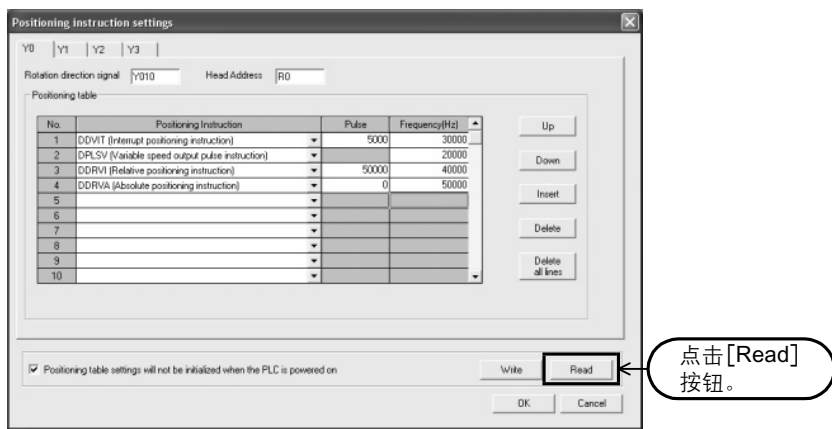 Positioning instruction settings
Y0 Y1 Y2 Y3
Rotation direction signal Y010 Head Address R0
Positioning table
No. Positioning Instruction Pulse Frequency(Hz)
1 DDVIT (Interrupt positioning instruction) 5000 30000
2 DPLSV (Variable speed output pulse instruction) 20000
3 DDRVI (Relative positioning instruction) 50000 40000
4 DDRVA (Absolute positioning instruction) 0 50000
5
6
7
8
9
10
Up
Down
Insert
Delete
Delete
all lines
Positioning table settings will not be initialized when the PLC is powered on
Write Read
OK Cancel
点击[Read]
按钮。